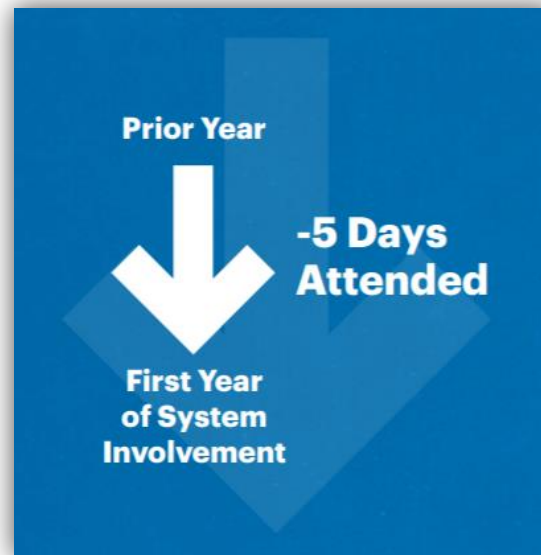 Prior Year
-5 Days
Attended
First Year
of System
Involvement